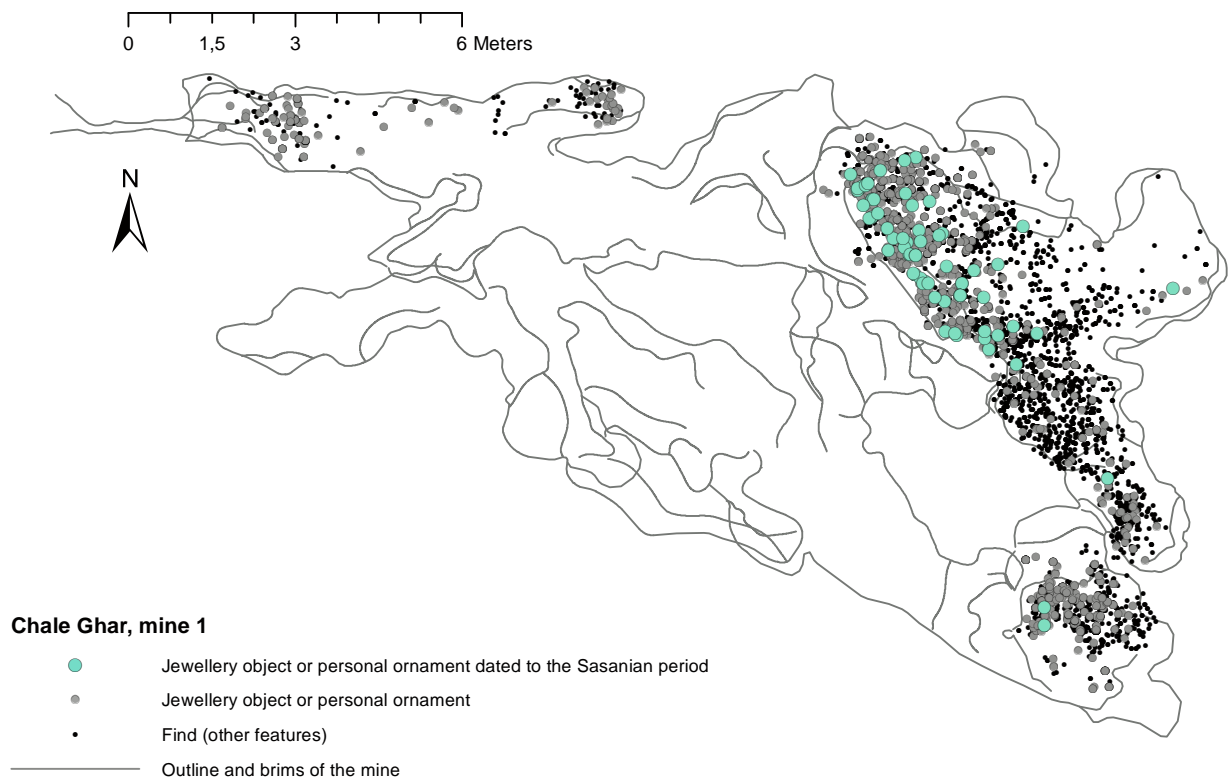 0 1,5 3 6 Meters
N
Chale Ghar, mine 1
Jewellery object or personal ornament dated to the Sasanian period
Jewellery object or personal ornament
Find (other features)
Outline and brims of the mine